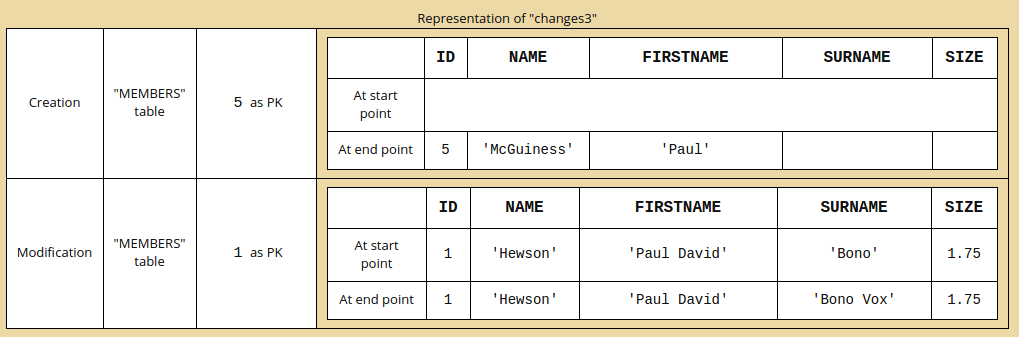 Representation of "changes3"
Creation
"MEMBERS"
table
5 as PK
ID NAME FIRSTNAME SURNAME SIZE
At start
point
At end point 5 'McGuiness' 'Paul'
Modification
"MEMBERS"
table
1 as PK
ID NAME FIRSTNAME SURNAME SIZE
At start
point
1 'Hewson' 'Paul David' 'Bono' 1.75
At end point 1 'Hewson' 'Paul David' 'Bono Vox' 1.75